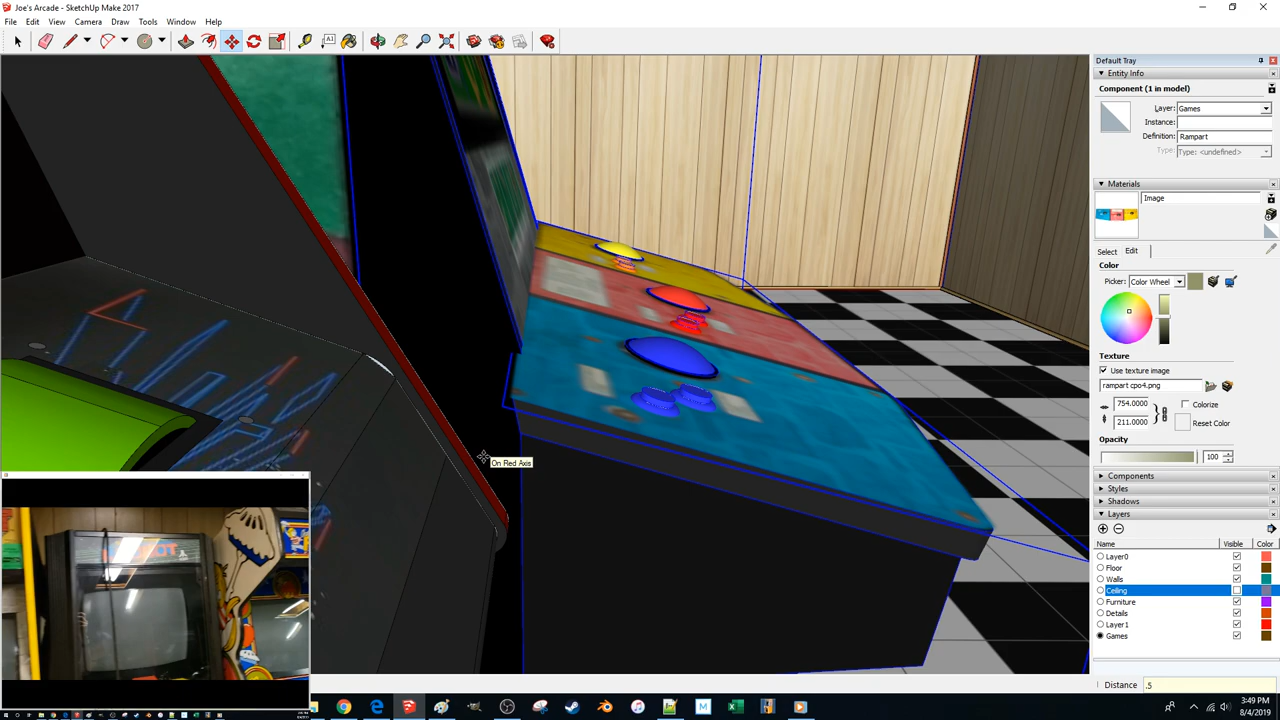 Joe's Arcade - SketchUp Make 2017
File Edit View Camera Draw Tools Window Help
Default Tray
Entity Info
Component (1 in model)
Layer: Games
Instance:
Definition: Rampart
Type: Type: <undefined>
Materials
Image
Select Edit
Color
Picker: Color Wheel
Texture
Use texture image
rampart cpo4.png
754.0000 Colorize
211.0000 Reset Color
Opacity
100
Components
Styles
Shadows
Layers
Name Visible Color
Layer0
Floor
Walls
Ceiling
Furniture
Details
Layer1
Games
On Red Axis
Distance .5
3:49 PM
8/4/2019